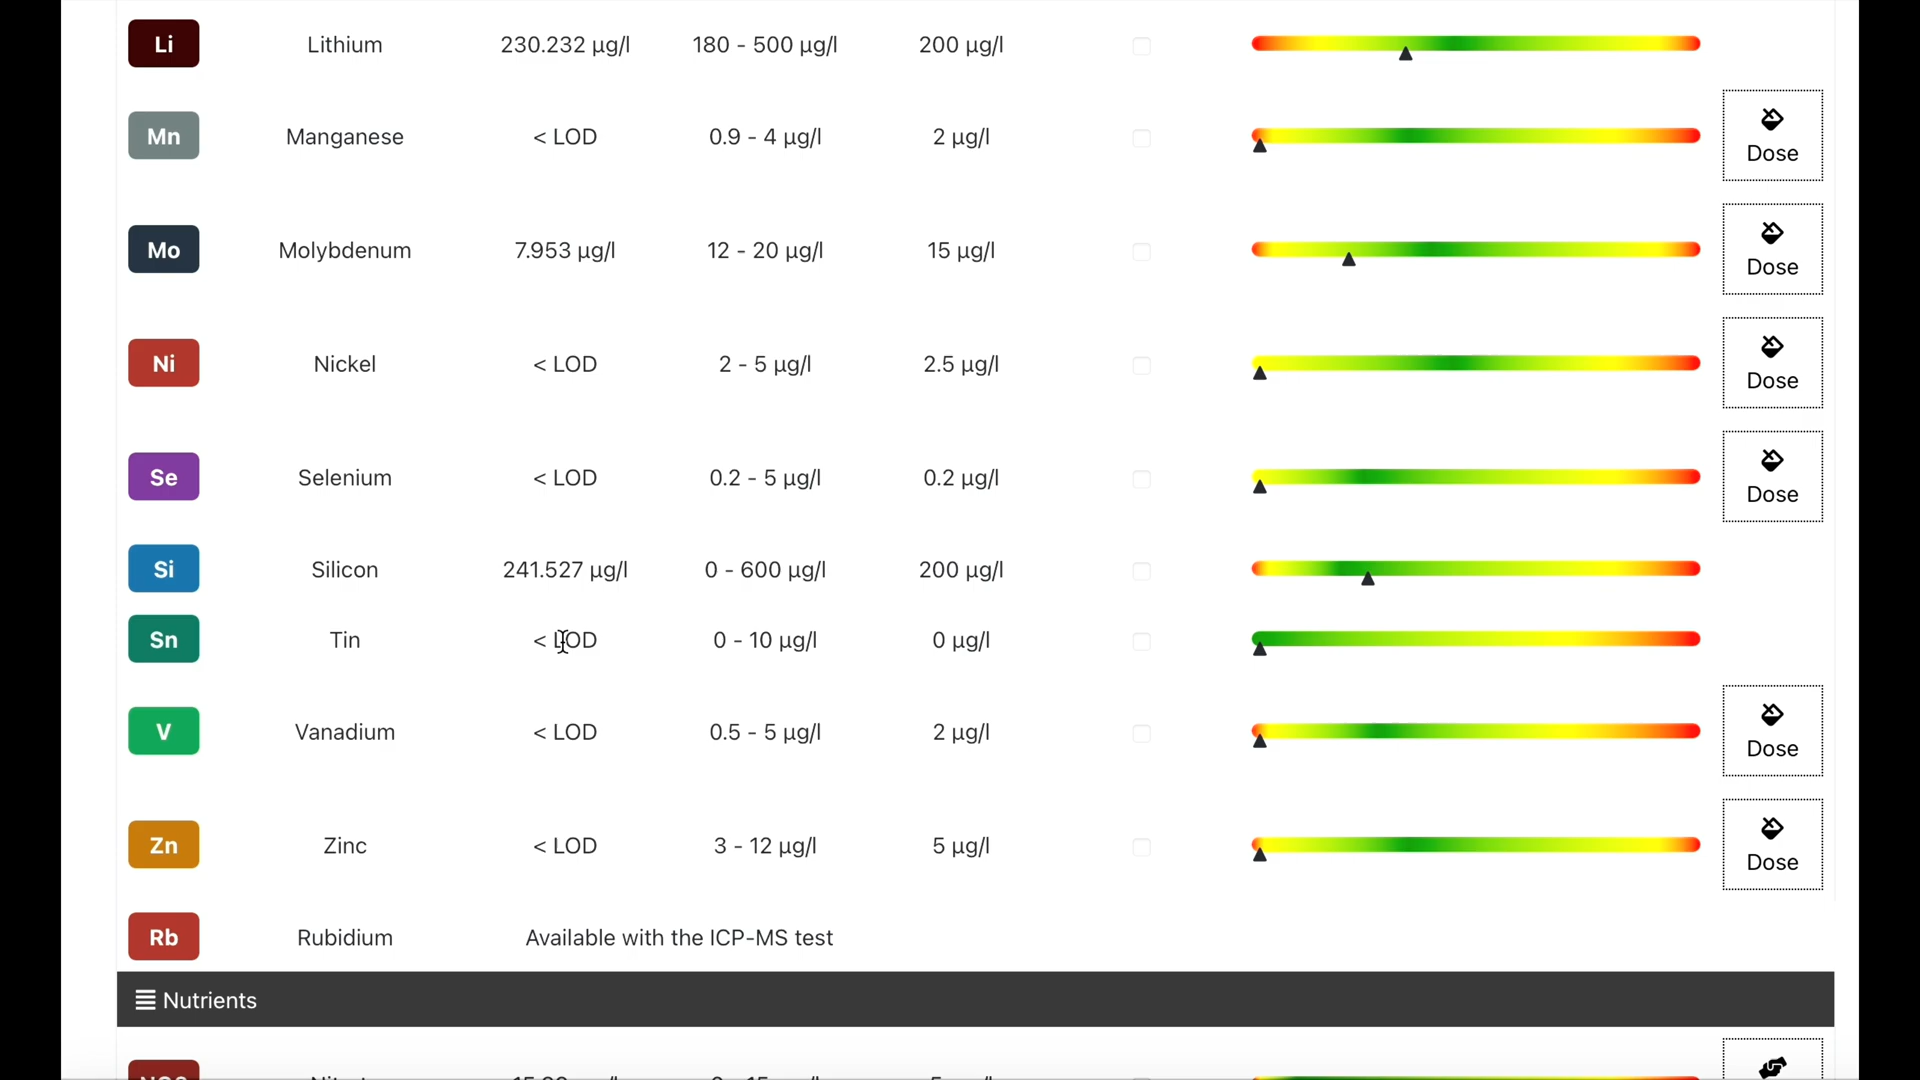 Li Lithium 230.232 µg/l 180 - 500 µg/l 200 µg/l
Mn Manganese < LOD 0.9 - 4 µg/l 2 µg/l Dose
Mo Molybdenum 7.953 µg/l 12 - 20 µg/l 15 µg/l Dose
Ni Nickel < LOD 2 - 5 µg/l 2.5 µg/l Dose
Se Selenium < LOD 0.2 - 5 µg/l 0.2 µg/l Dose
Si Silicon 241.527 µg/l 0 - 600 µg/l 200 µg/l
Sn Tin < LOD 0 - 10 µg/l 0 µg/l
V Vanadium < LOD 0.5 - 5 µg/l 2 µg/l Dose
Zn Zinc < LOD 3 - 12 µg/l 5 µg/l Dose
Rb Rubidium Available with the ICP-MS test
Nutrients